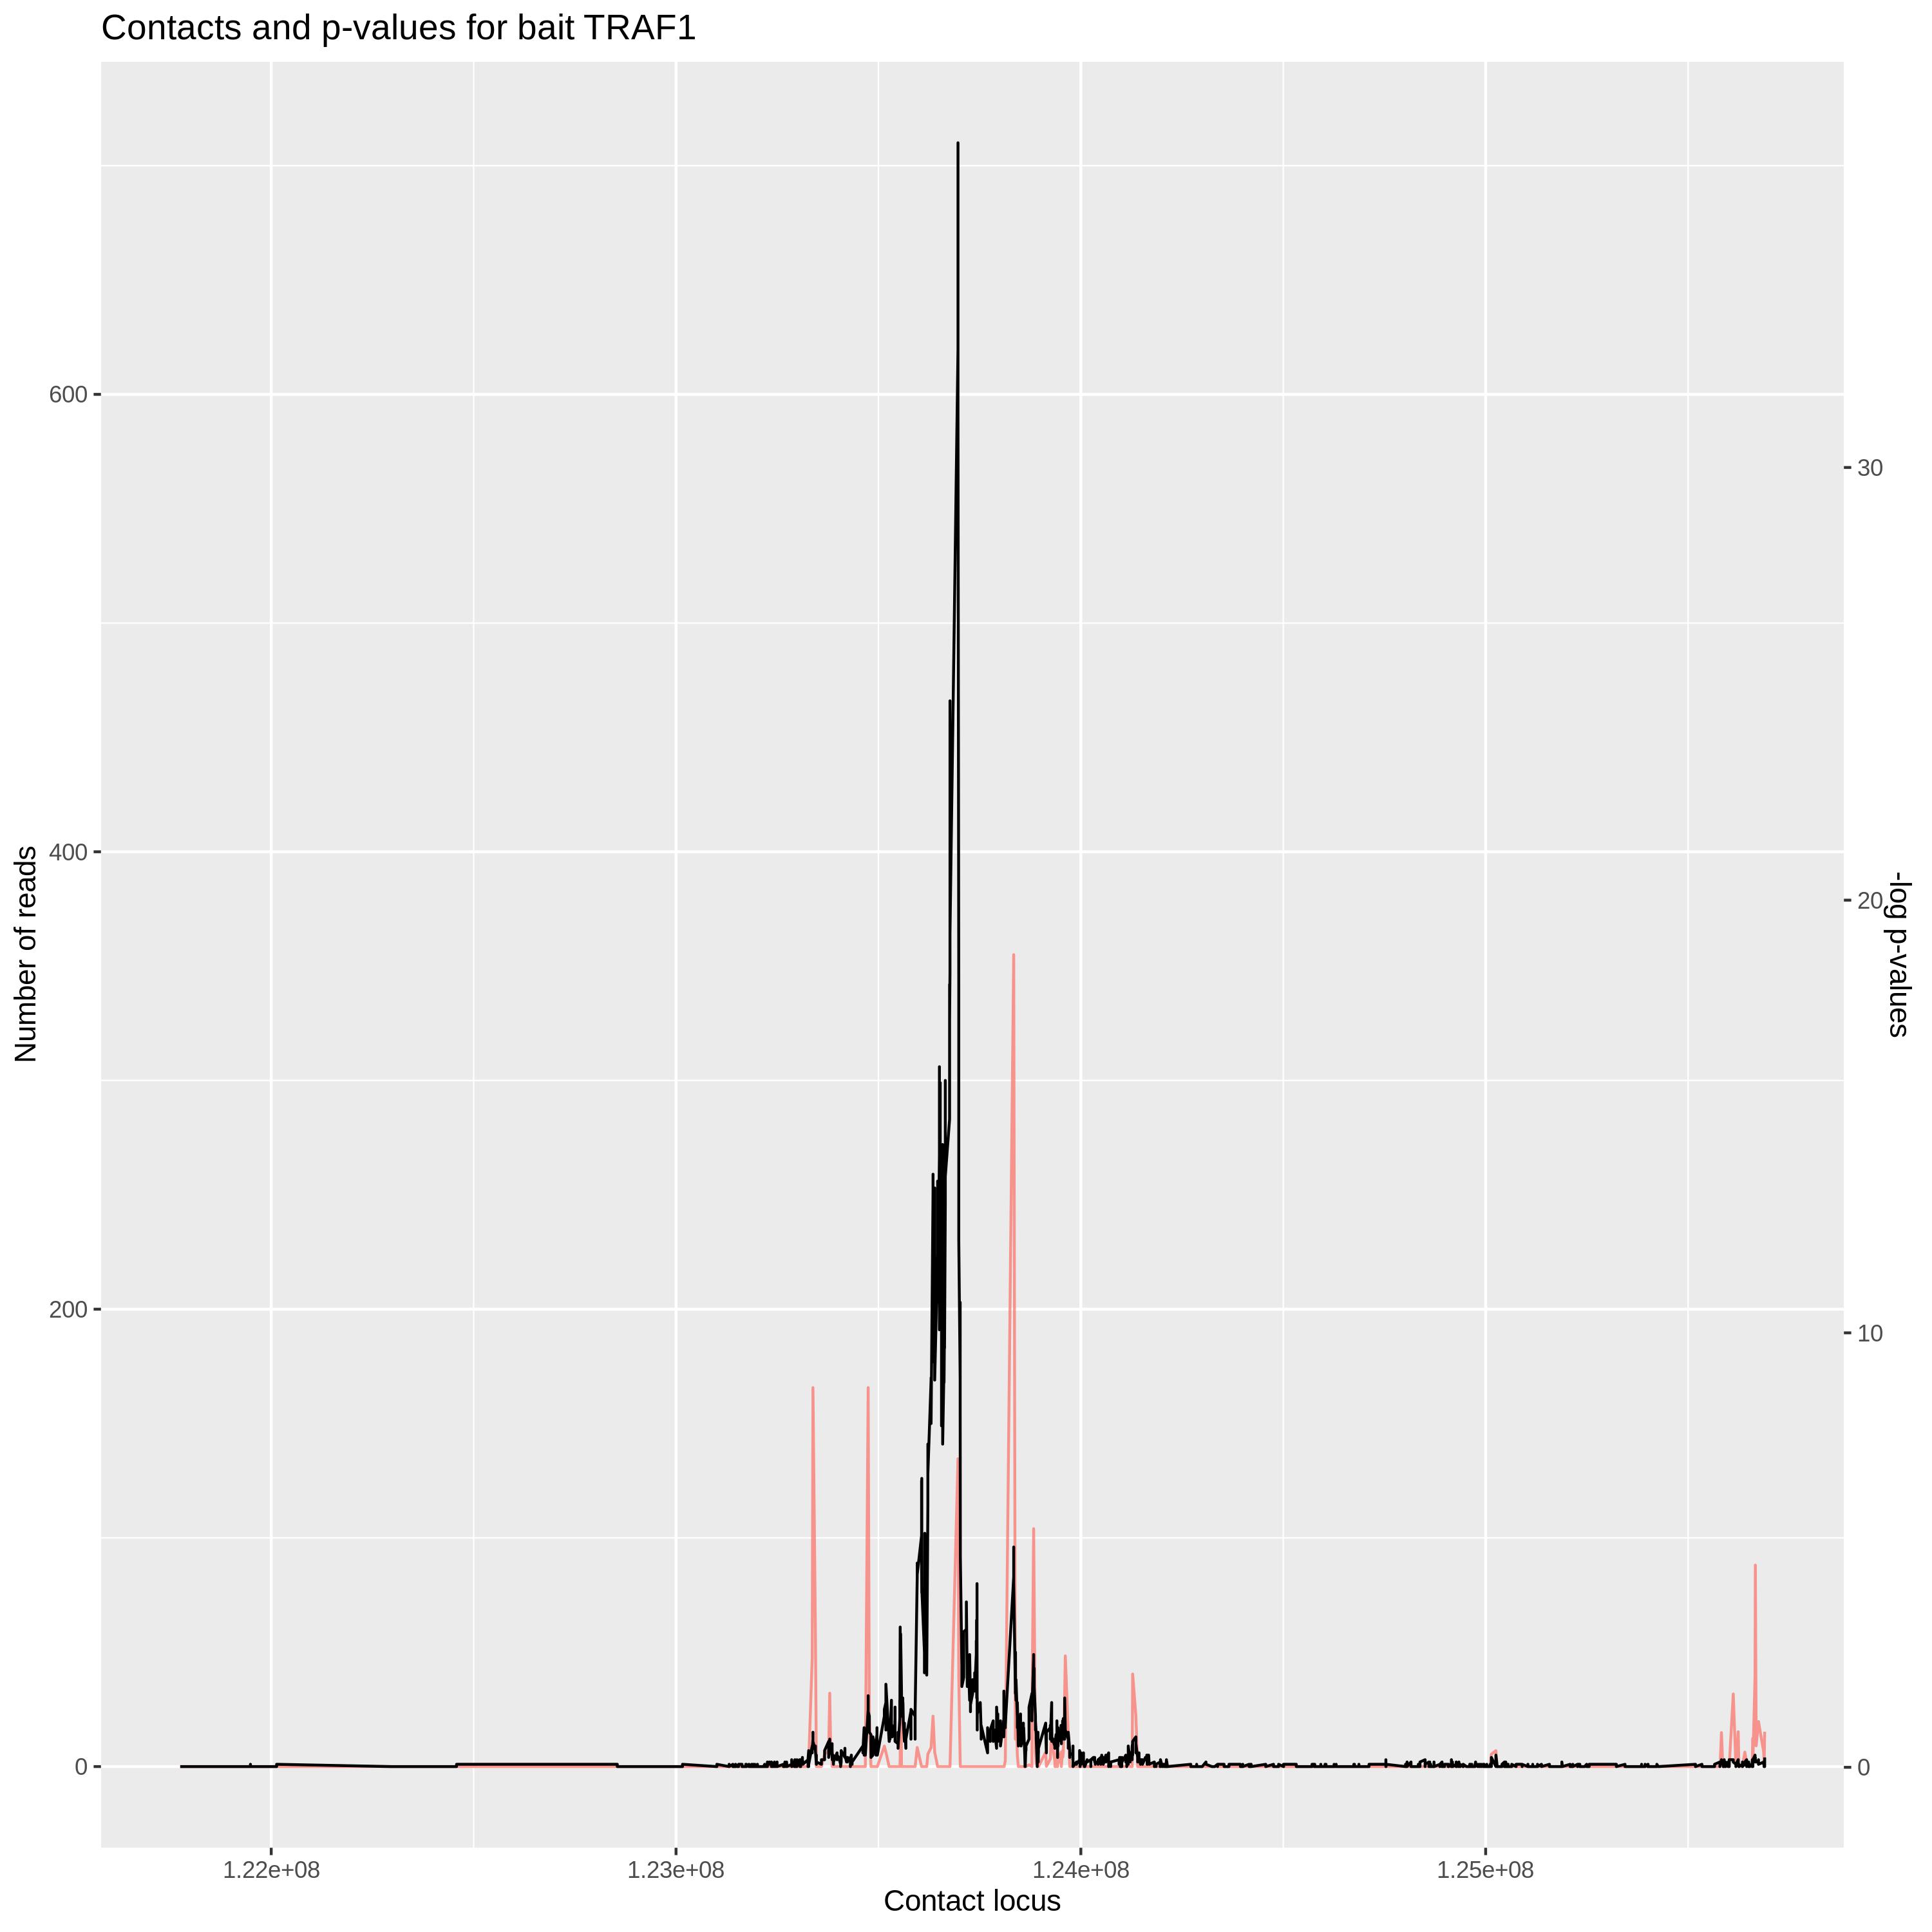 Contacts and p-values for bait TRAF1
600
400
200
0
Number of reads
30
20
10
0
-log p-values
1.22e+08
1.23e+08
1.24e+08
1.25e+08
Contact locus